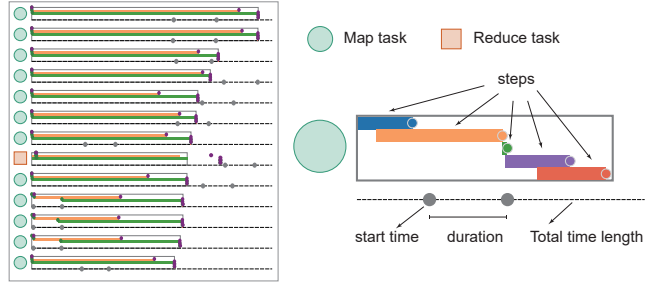 Map task
Reduce task
steps
start time
duration
Total time length